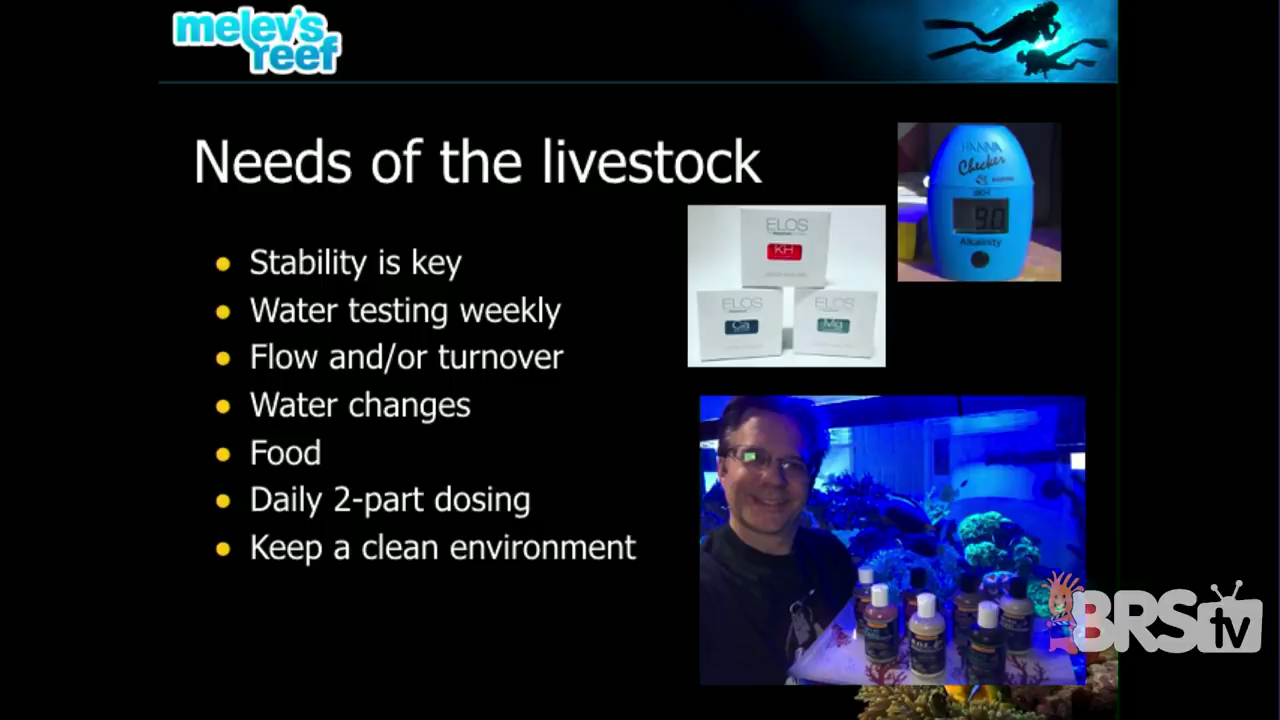 melev's
reef
Needs of the livestock
HANNA
Checker
ELOS
KH
9.0
Alkalinity
Stability is key
Water testing weekly
Flow and/or turnover
Water changes
Food
Daily 2-part dosing
Keep a clean environment
ELOS
Ca
ELOS
Mg
BRS tv